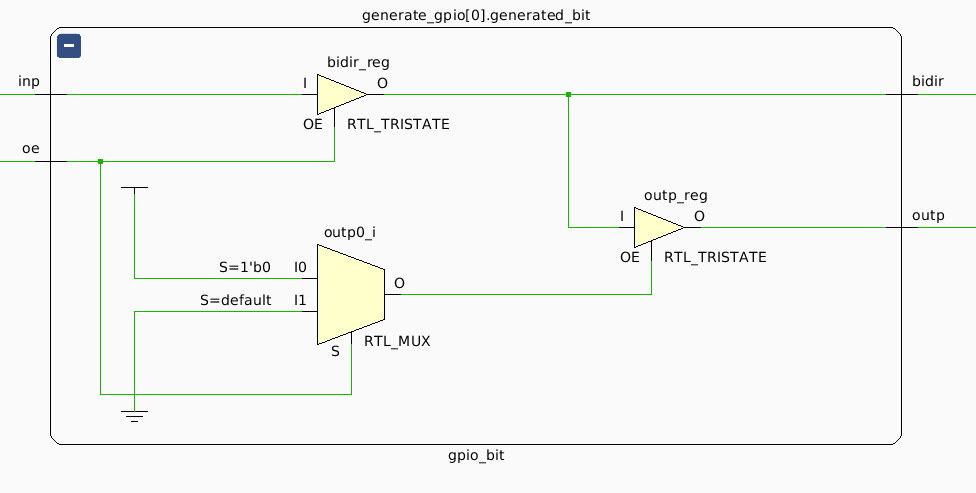 generate_gpio[0].generated_bit
bidir_reg
inp
I
O
bidir
OE
RTL_TRISTATE
oe
outp_reg
I
O
outp
outp0_i
OE
RTL_TRISTATE
S=1'b0
I0
O
S=default
I1
S
RTL_MUX
gpio_bit